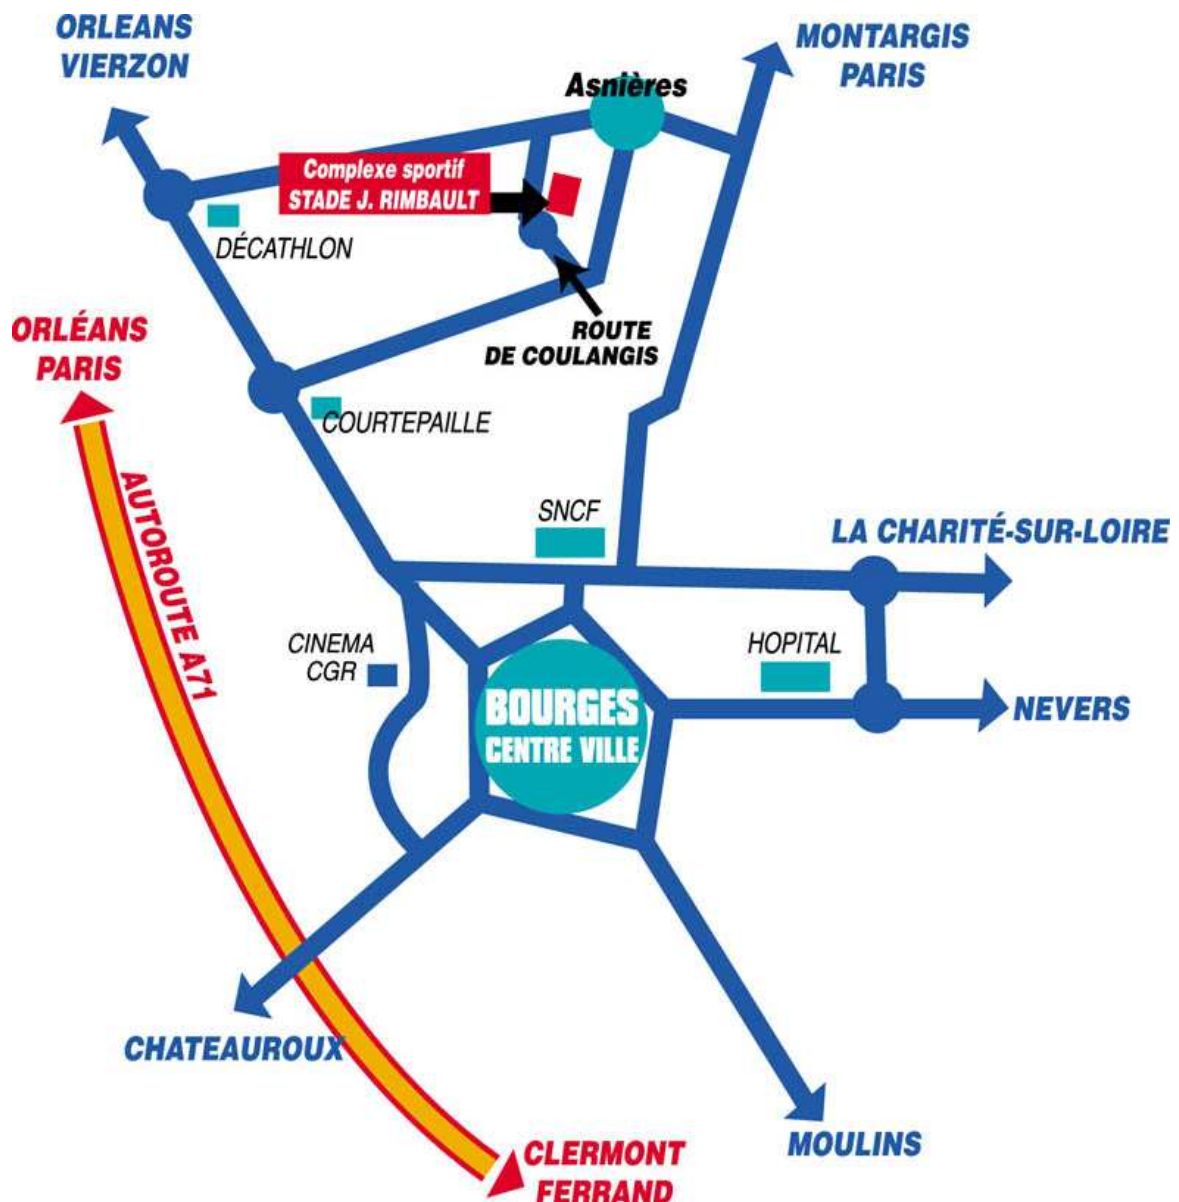 ORLEANS
VIERZON
MONTARGIS
PARIS
Asnières
Complexe sportif
STADE J. RIMBAULT
DÉCATHLON
ROUTE
DE COULANGIS
ORLÉANS
PARIS
COURTEPAILLE
AUTOROUTE A71
SNCF
LA CHARITÉ-SUR-LOIRE
CINEMA
CGR
HOPITAL
BOURGES
CENTRE VILLE
NEVERS
CHATEAUROUX
MOULINS
CLERMONT
FERRAND